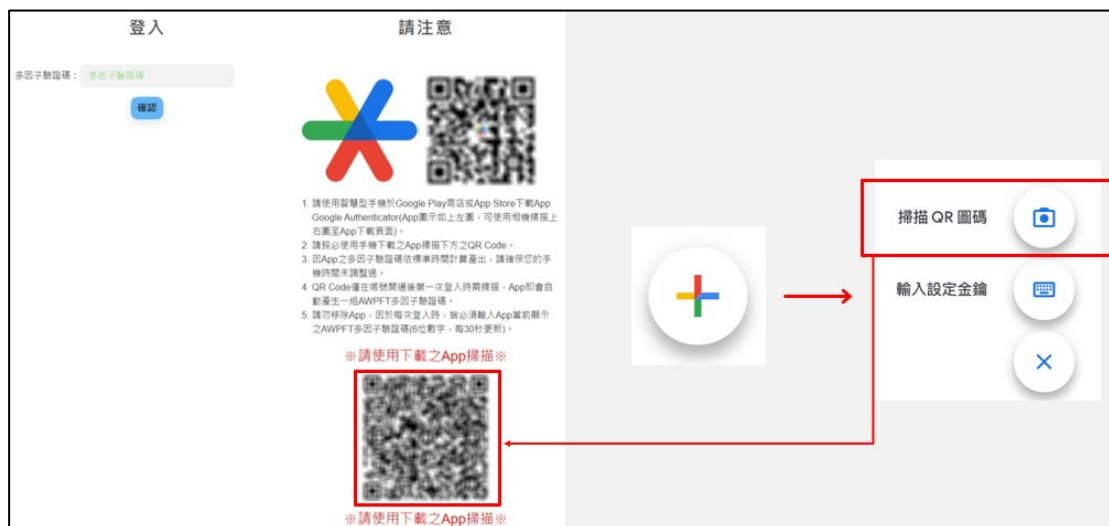 登入
多因子驗證碼：
多因子驗證碼
確認
請注意
1. 請使用智慧型手機於Google Play商店或App Store下載App
Google Authenticator(App圖示如上左圖，可使用相機掃描上
右圖至App下載頁面)。
2. 請務必使用手機下載之App掃描下方之QR Code。
3. 因App之多因子驗證碼依標準時間計算產出，請確保您的手
機時間未調整過。
4. QR Code僅在帳號開通後第一次登入時需掃描，App即會自
動產生一組AWPFT多因子驗證碼。
5. 請勿移除App，因於每次登入時，皆必須輸入App當前顯示
之AWPFT多因子驗證碼(6位數字，每30秒更新)。
※請使用下載之App掃描※
※請使用下載之App掃描※
掃描 QR 圖碼
輸入設定金鑰